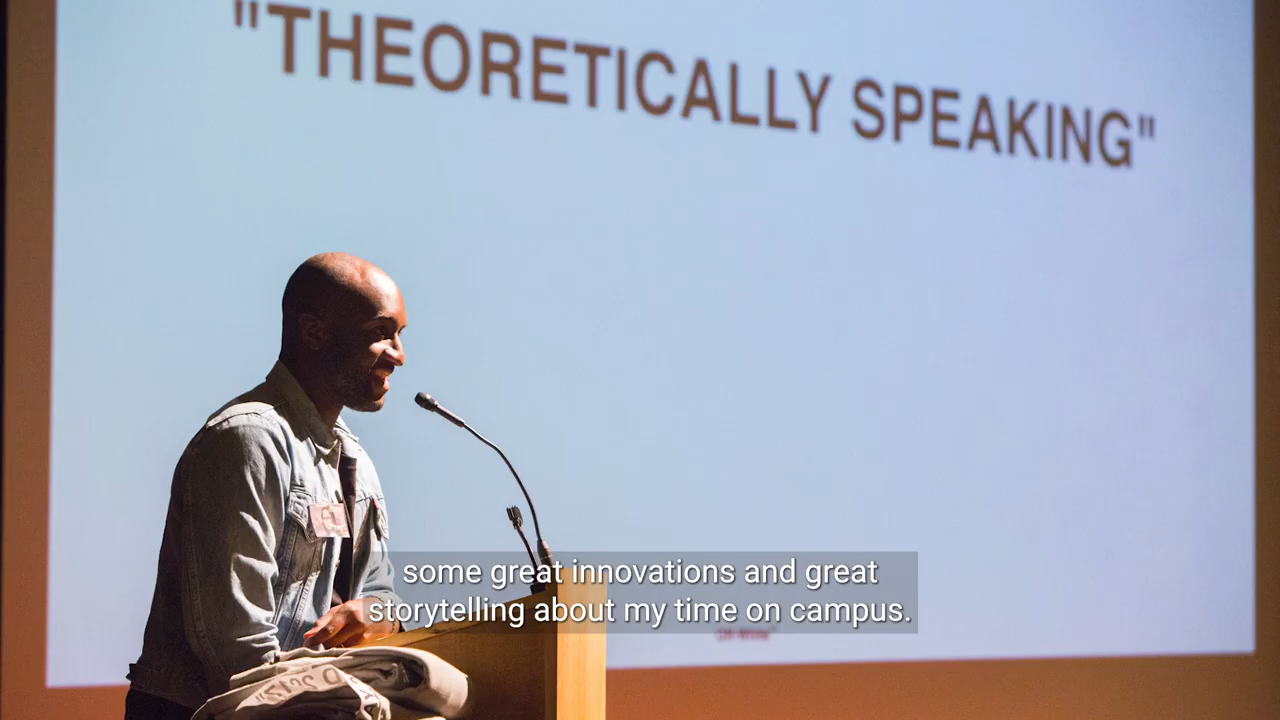 "THEORETICALLY SPEAKING"
some great innovations and great
storytelling about my time on campus.